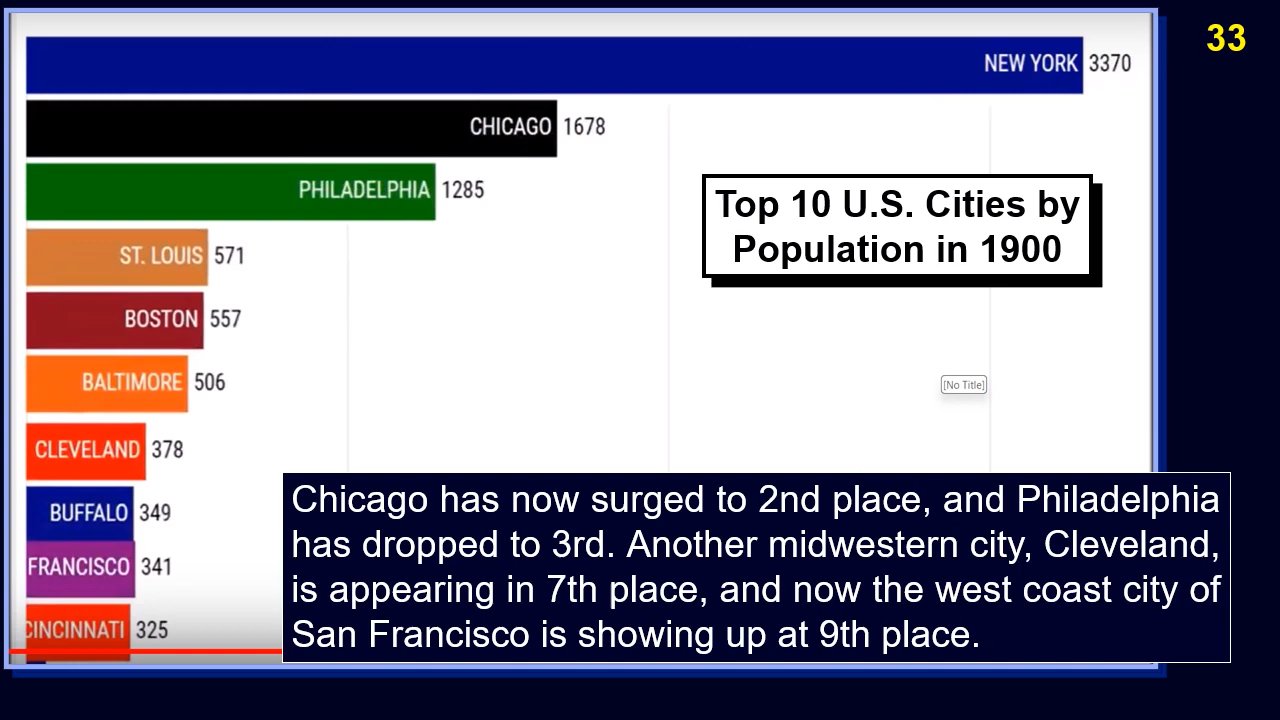 33
NEW YORK 3370
CHICAGO 1678
PHILADELPHIA 1285
Top 10 U.S. Cities by
Population in 1900
ST. LOUIS 571
BOSTON 557
BALTIMORE 506
[No Title]
CLEVELAND 378
BUFFALO 349
FRANCISCO 341
CINCINNATI 325
Chicago has now surged to 2nd place, and Philadelphia
has dropped to 3rd. Another midwestern city, Cleveland,
is appearing in 7th place, and now the west coast city of
San Francisco is showing up at 9th place.